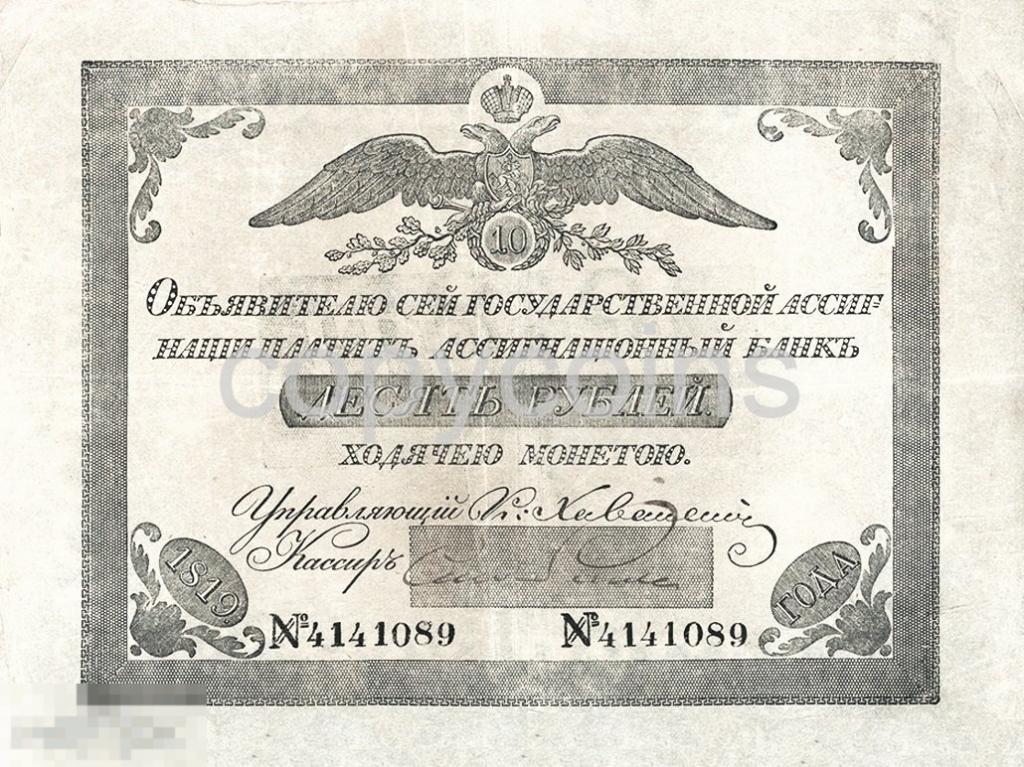 10
Объявителю сей государственной ассиг-
нации платитъ ассигнаціонный банкъ
десять рублей.
ходячею монетою.
copycoins
Управляющій
Кассиръ
1819. года
№4141089 №4141089